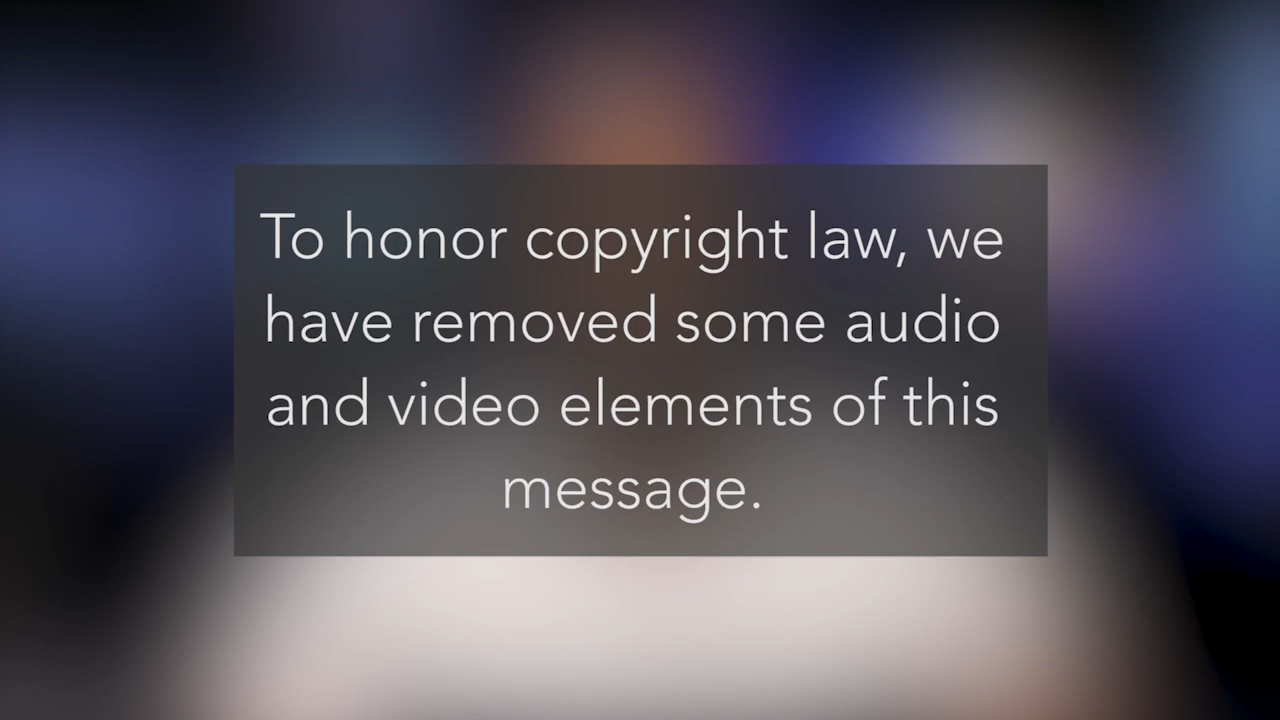 To honor copyright law, we
have removed some audio
and video elements of this
message.